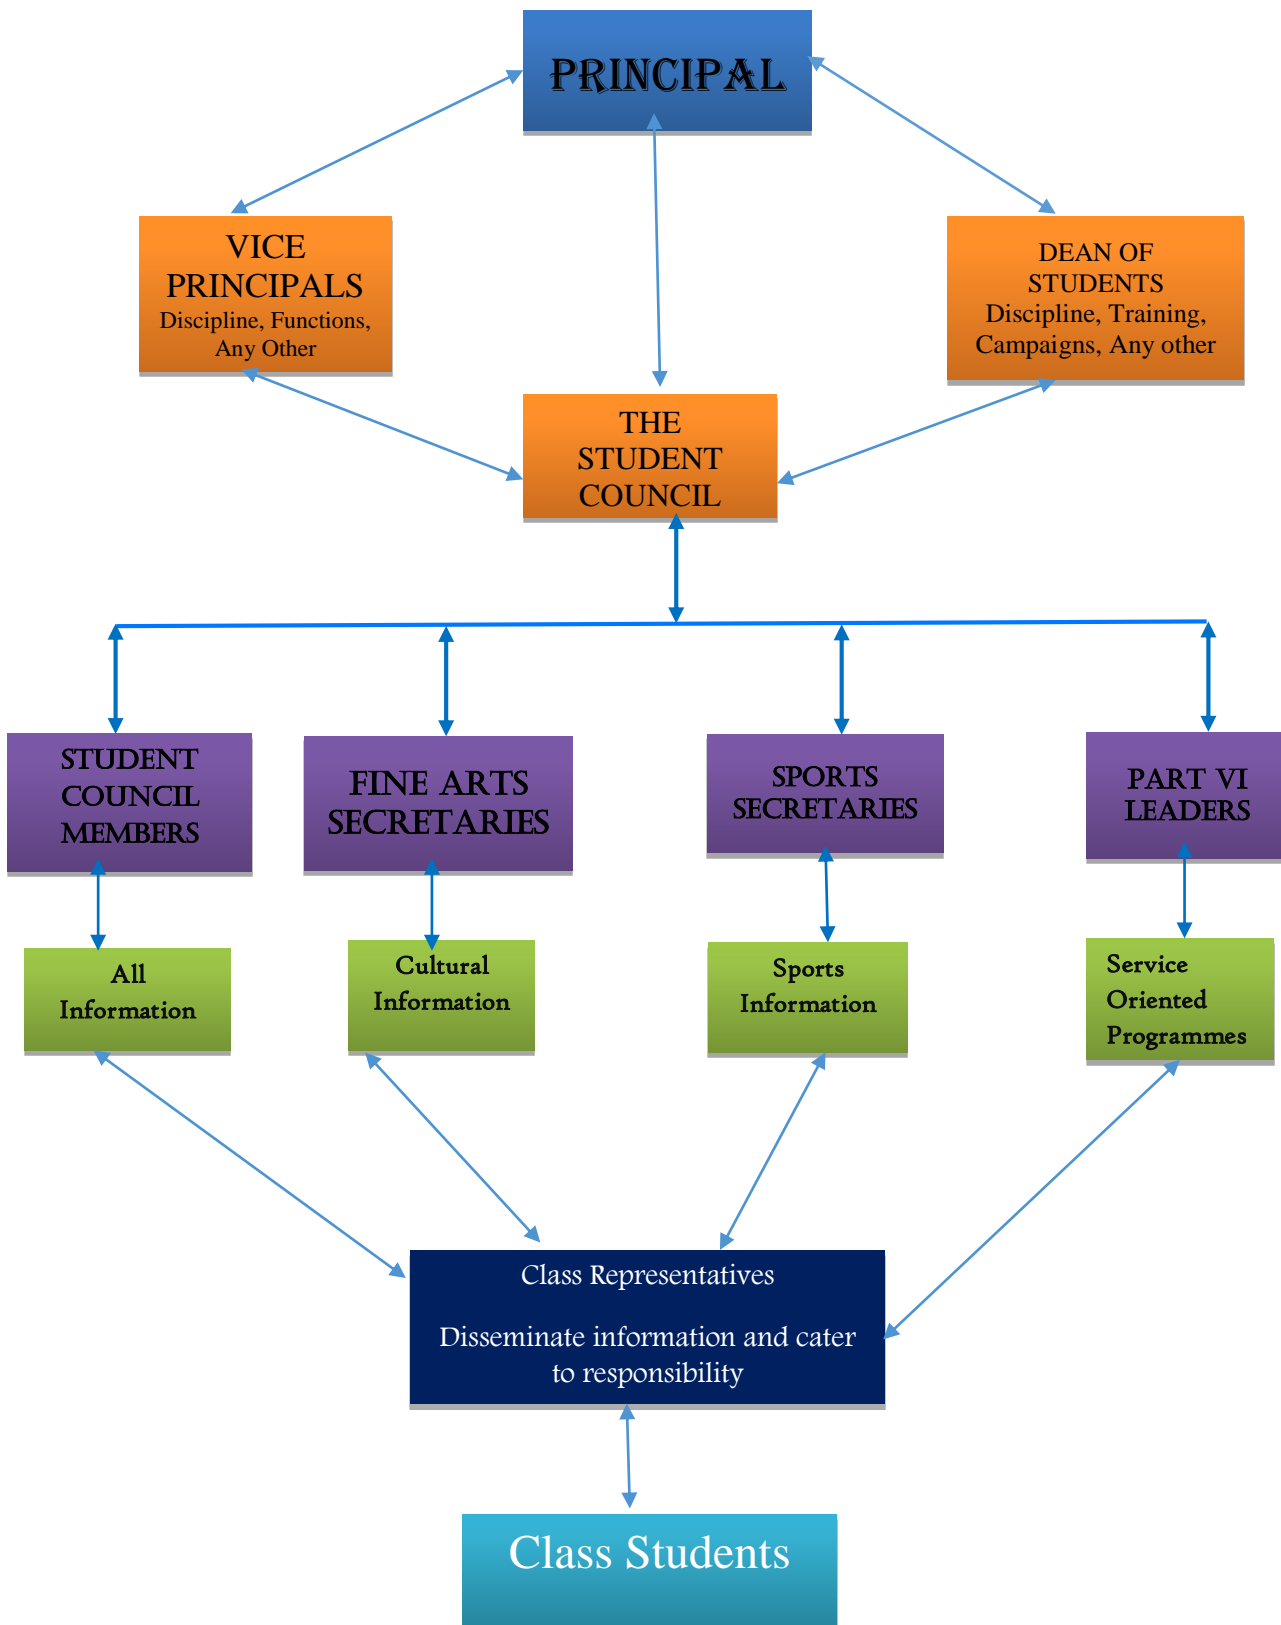 PRINCIPAL
VICE
PRINCIPALS
Discipline, Functions,
Any Other
DEAN OF
STUDENTS
Discipline, Training,
Campaigns, Any other
THE
STUDENT
COUNCIL
STUDENT
COUNCIL
MEMBERS
FINE ARTS
SECRETARIES
SPORTS
SECRETARIES
PART VI
LEADERS
All
Information
Cultural
Information
Sports
Information
Service
Oriented
Programmes
Class Representatives
Disseminate information and cater
to responsibility
Class Students